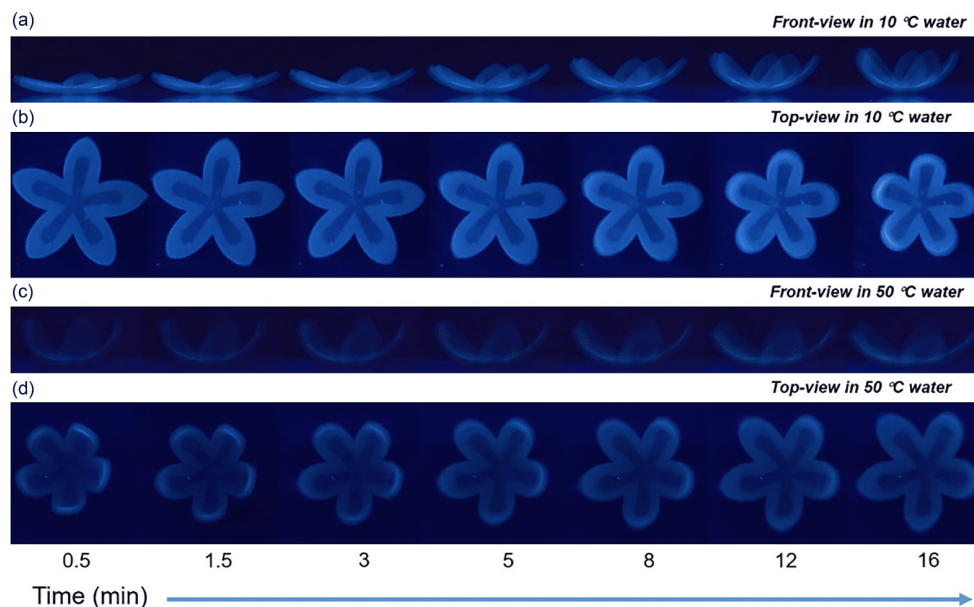 (a)
Front-view in 10 °C water
(b)
Top-view in 10 °C water
(c)
Front-view in 50 °C water
(d)
Top-view in 50 °C water
0.5 1.5 3 5 8 12 16
Time (min)